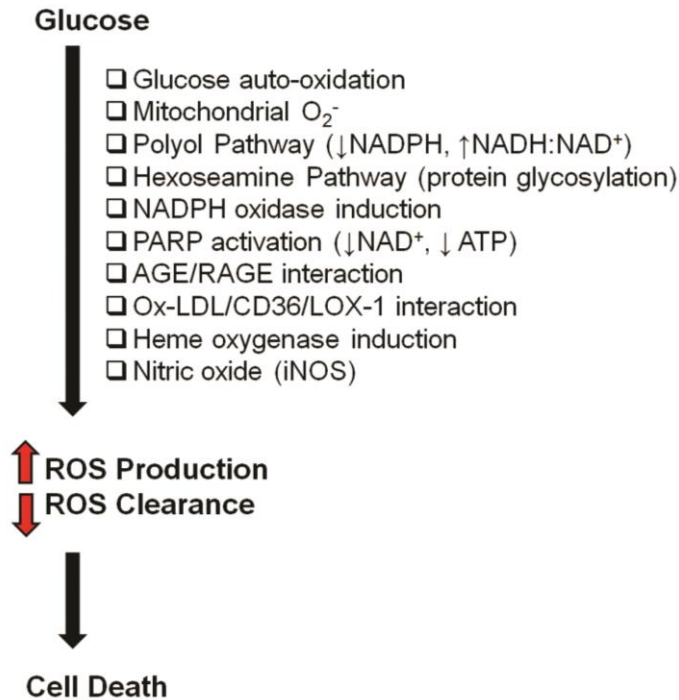 Glucose
❑ Glucose auto-oxidation
❑ Mitochondrial O₂⁻
❑ Polyol Pathway (↓NADPH, ↑NADH:NAD⁺)
❑ Hexoseamine Pathway (protein glycosylation)
❑ NADPH oxidase induction
❑ PARP activation (↓NAD⁺, ↓ ATP)
❑ AGE/RAGE interaction
❑ Ox-LDL/CD36/LOX-1 interaction
❑ Heme oxygenase induction
❑ Nitric oxide (iNOS)
ROS Production
ROS Clearance
Cell Death